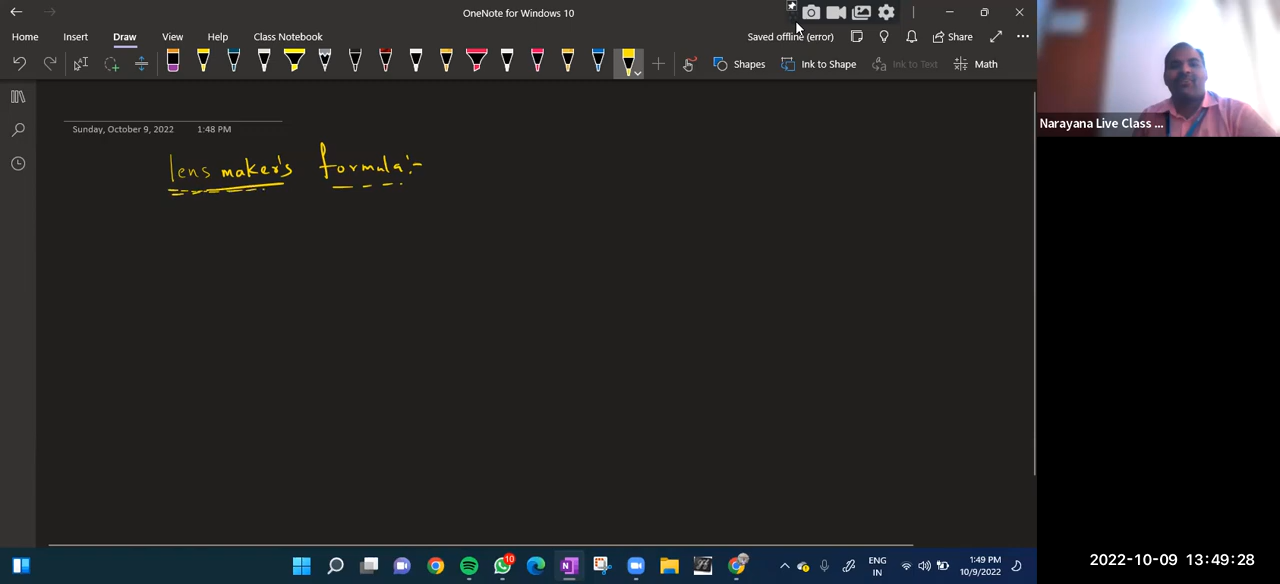 OneNote for Windows 10
Home Insert Draw View Help Class Notebook
Saved offline (error) Share
Shapes Ink to Shape Ink to Text Math
Narayana Live Class ...
Sunday, October 9, 2022 1:48 PM
lens maker's formula:-
10
ENG
IN
1:49 PM
10/9/2022
2022-10-09 13:49:28